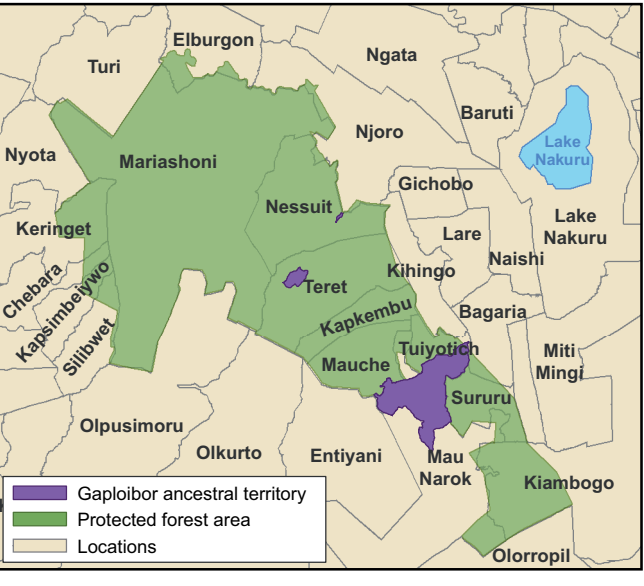 Elburgon
Turi
Ngata
Baruti
Njoro
Lake
Nakuru
Nyota
Mariashoni
Gichobo
Nessuit
Lake
Nakuru
Keringet
Lare
Naishi
Kihingo
Chebara
Kapsimbeiywo
Teret
Silibwet
Kapkembu
Bagaria
Tuiyotich
Mauche
Miti
Mingi
Sururu
Olpusimoru
Olkurto
Entiyani
Mau
Narok
Kiambogo
Olorropil
Gaploibor ancestral territory
Protected forest area
Locations